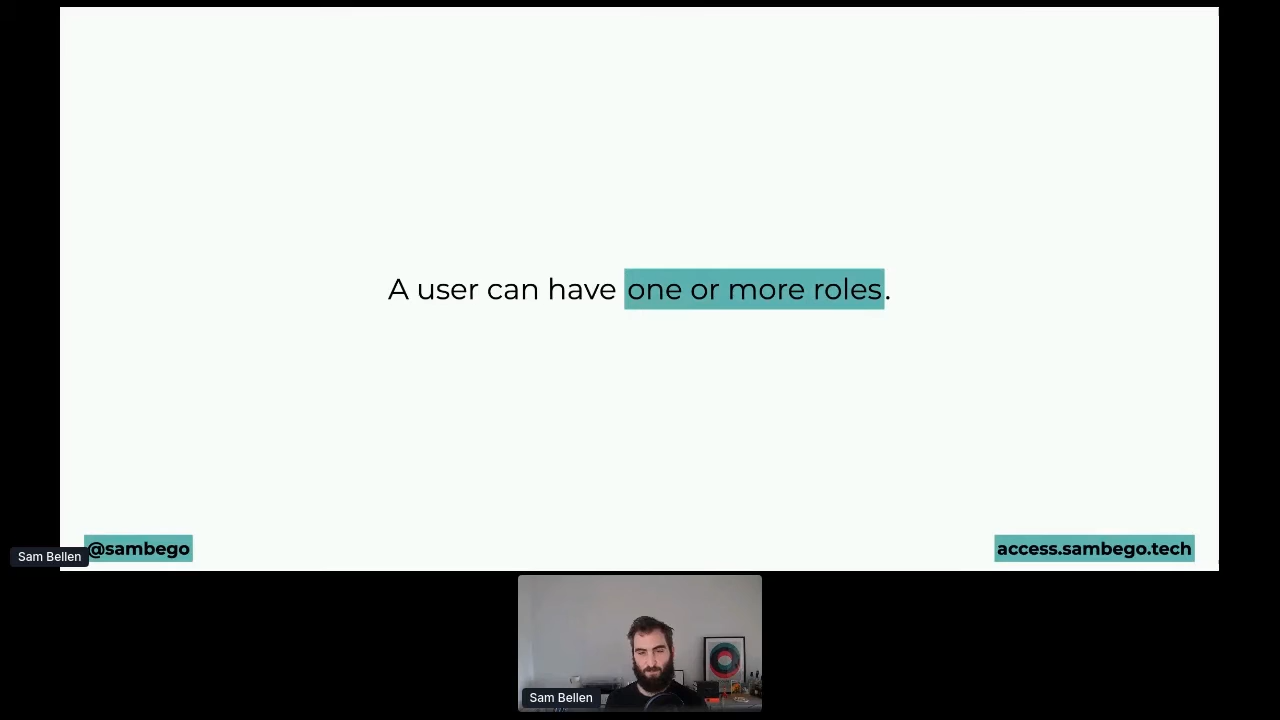 A user can have one or more roles.
@sambego
Sam Bellen
access.sambego.tech
Sam Bellen